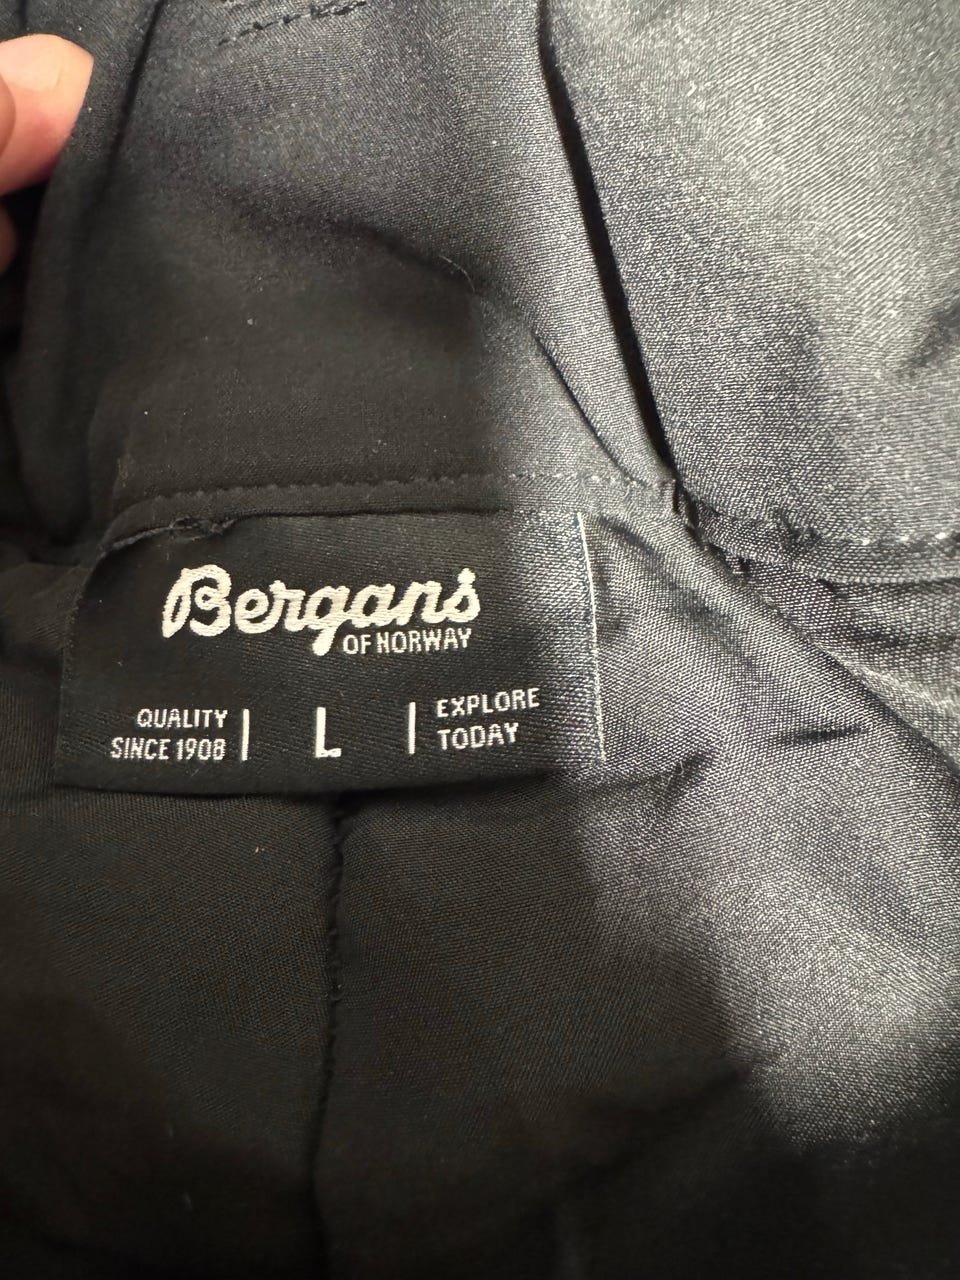 Bergans
OF NORWAY
QUALITY
SINCE 1908
L
EXPLORE
TODAY